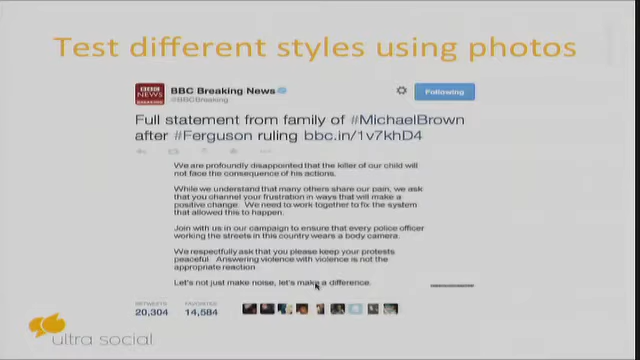 Test different styles using photos
BBC
NEWS
BREAKING
BBC Breaking News
@BBCBreaking
Following
Full statement from family of #MichaelBrown
after #Ferguson ruling bbc.in/1v7khD4
We are profoundly disappointed that the killer of our child will
not face the consequence of his actions.
While we understand that many others share our pain, we ask
that you channel your frustration in ways that will make a
positive change. We need to work together to fix the system
that allowed this to happen.
Join with us in our campaign to ensure that every police officer
working the streets in this country wears a body camera.
We respectfully ask that you please keep your protests
peaceful. Answering violence with violence is not the
appropriate reaction.
Let's not just make noise, let's make a difference.
RETWEETS
FAVORITES
20,304
14,584
ultra social